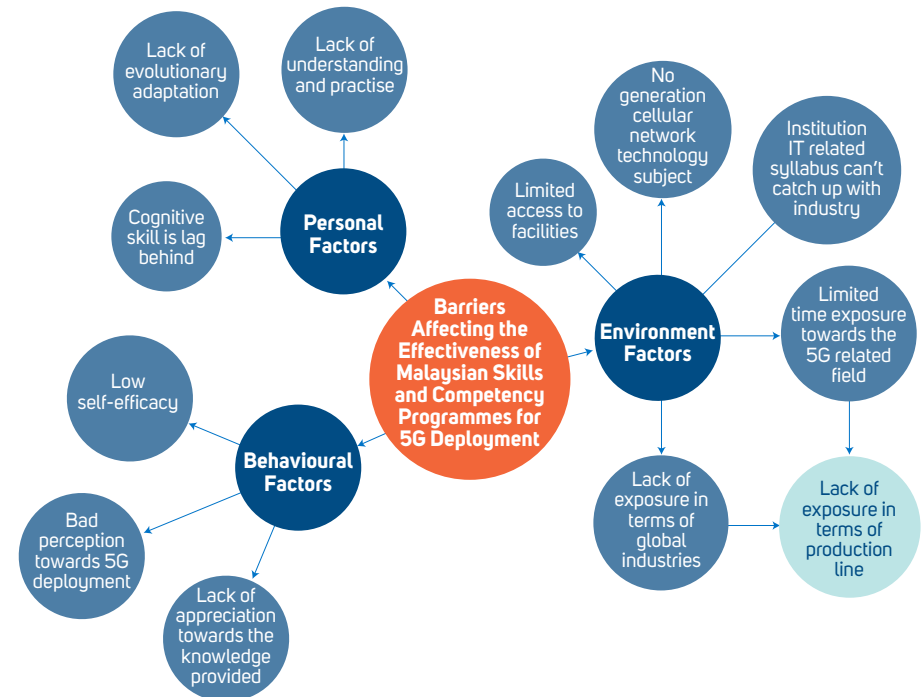 Lack of
evolutionary
adaptation
Lack of
understanding
and practise
Cognitive
skill is lag
behind
Personal
Factors
No
generation
cellular
network
technology
subject
Institution
IT related
syllabus can't
catch up with
industry
Limited
access to
facilities
Barriers
Affecting the
Effectiveness of
Malaysian Skills
and Competency
Programmes for
5G Deployment
Environment
Factors
Limited
time exposure
towards the
5G related
field
Low
self-efficacy
Behavioural
Factors
Bad
perception
towards 5G
deployment
Lack of
appreciation
towards the
knowledge
provided
Lack of
exposure in
terms of
global
industries
Lack of
exposure in
terms of
production
line